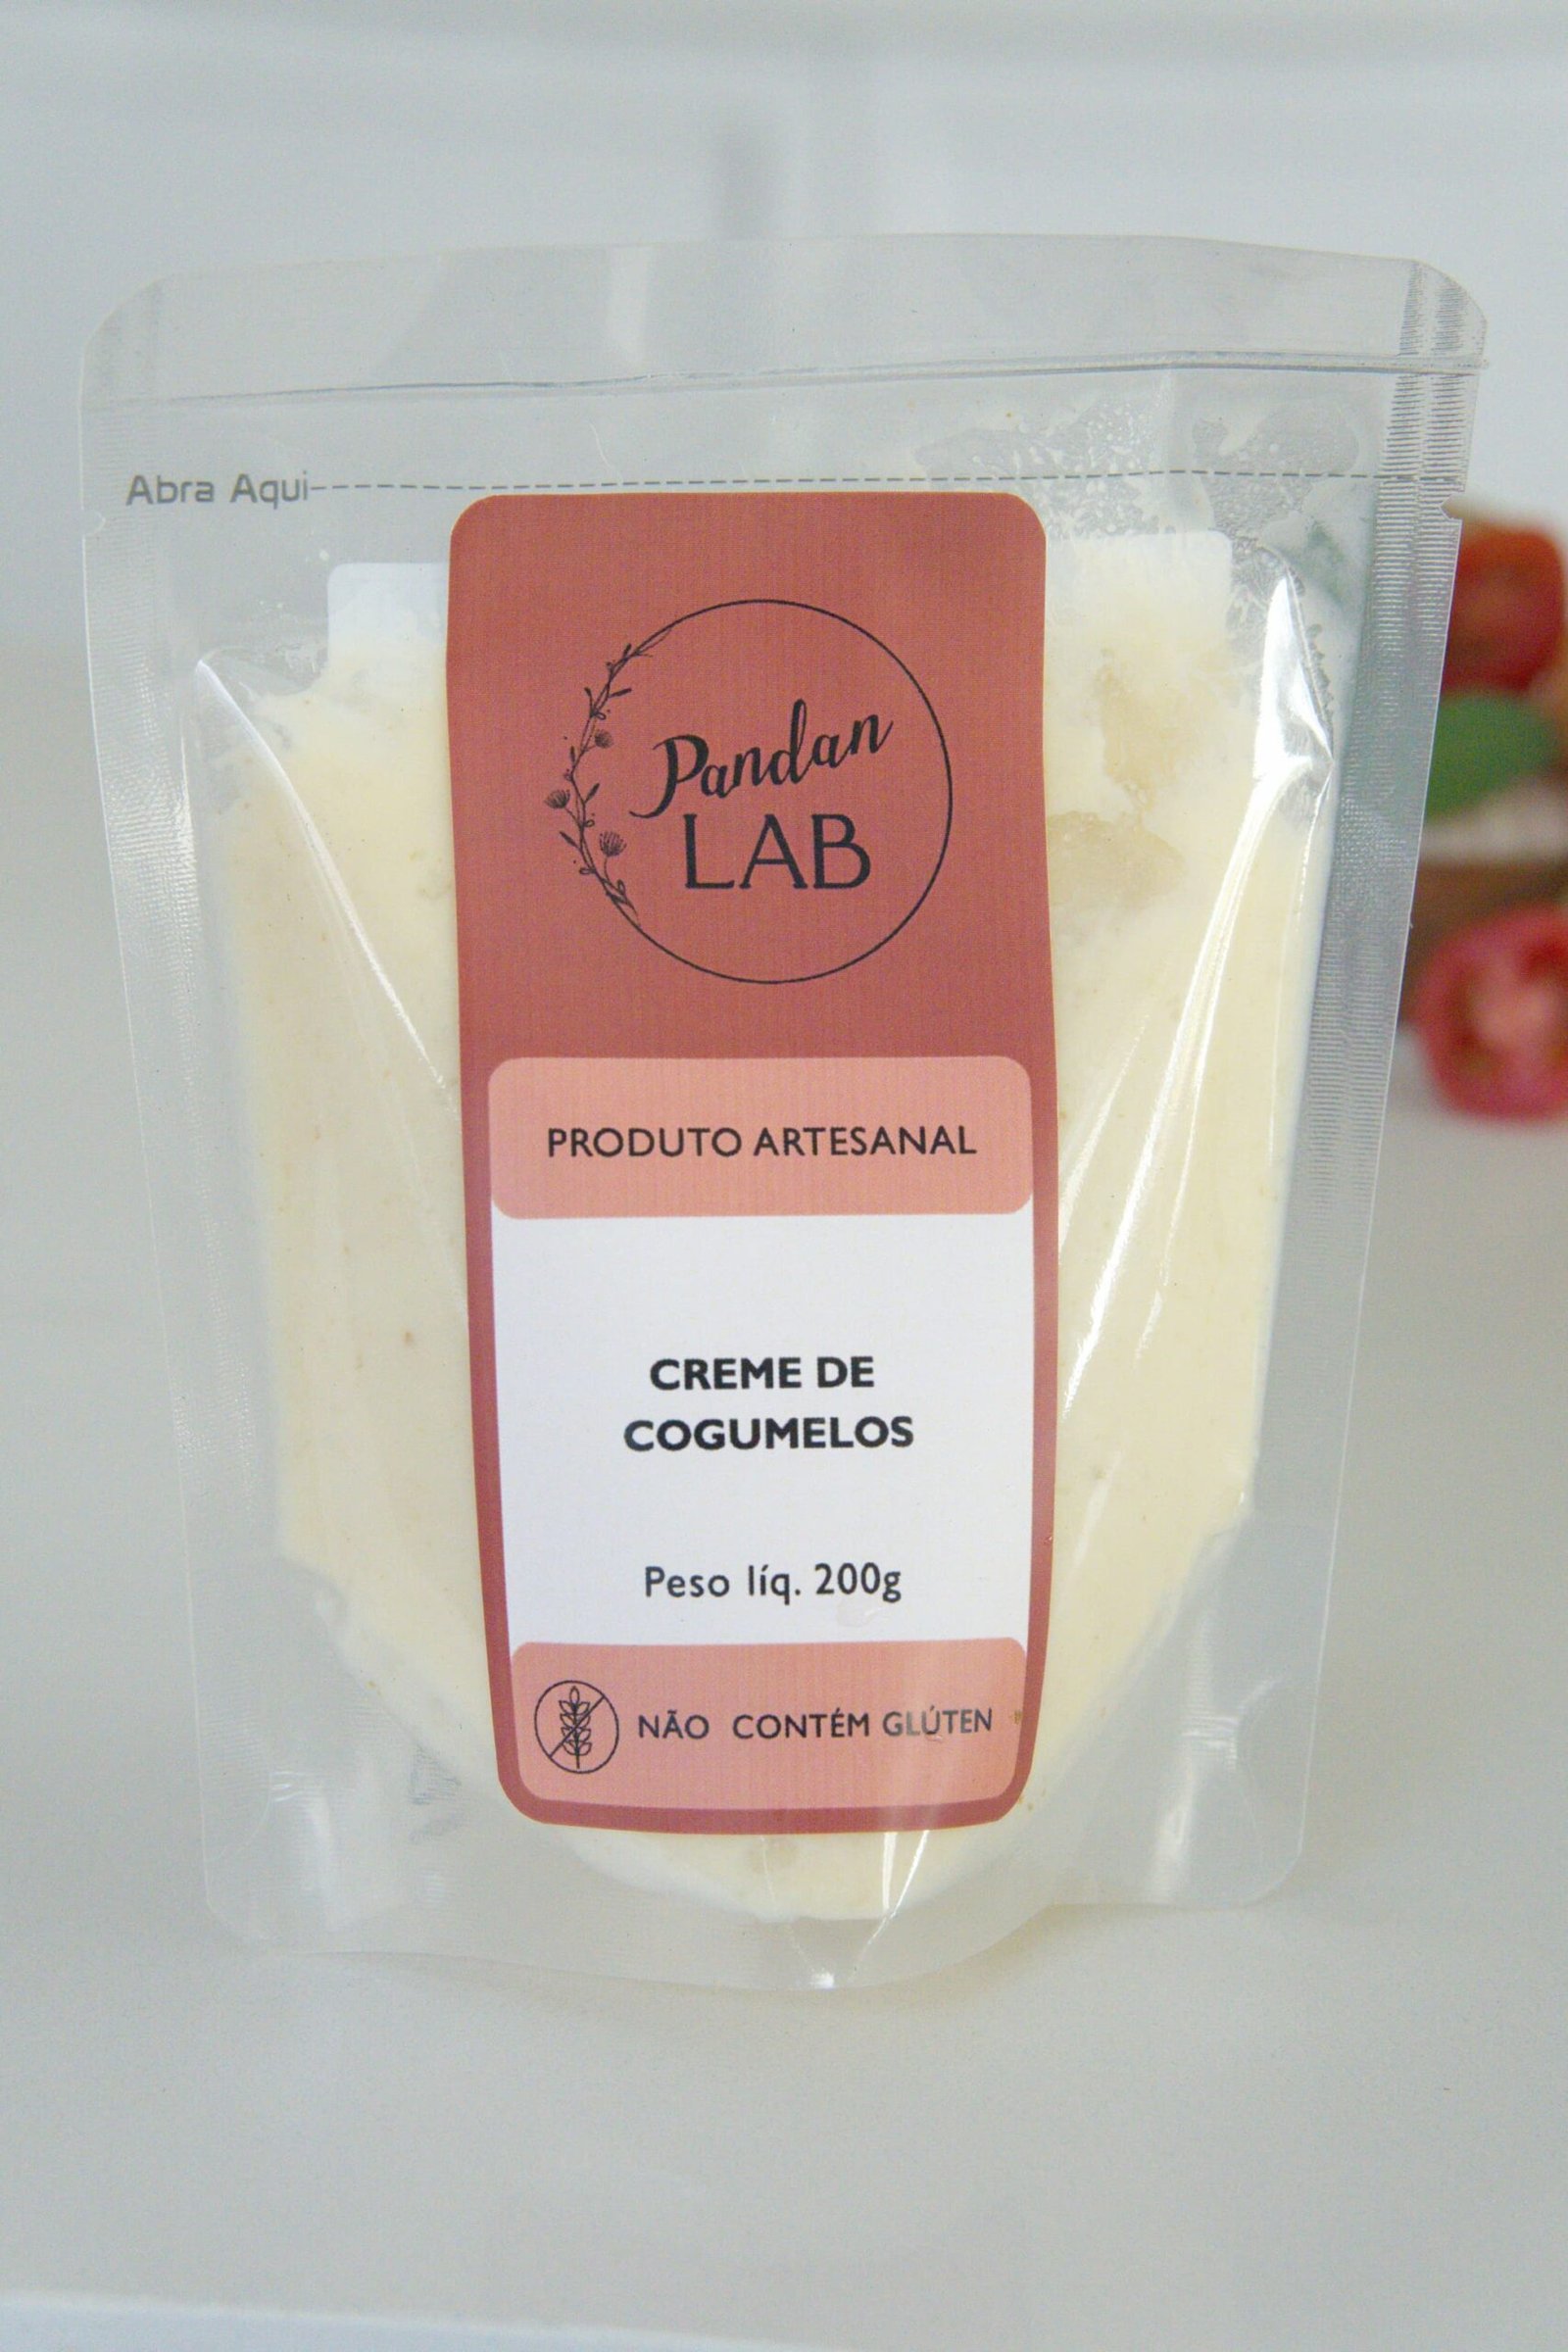 Abra Aqui
Pandan
LAB
PRODUTO ARTESANAL
CREME DE
COGUMELOS
Peso líq. 200g
NÃO CONTÉM GLÚTEN